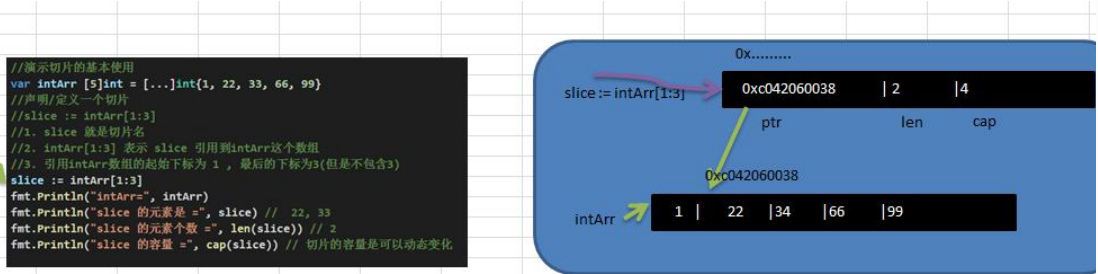 //演示切片的基本使用
var intArr [5]int = [...]int{1, 22, 33, 66, 99}
//声明/定义一个切片
//slice := intArr[1:3]
//1. slice 就是切片名
//2. intArr[1:3] 表示 slice 引用到intArr这个数组
//3. 引用intArr数组的起始下标为 1 , 最后的下标为3(但是不包含3)
slice := intArr[1:3]
fmt.Println("intArr=", intArr)
fmt.Println("slice 的元素是 =", slice) //  22, 33
fmt.Println("slice 的元素个数 =", len(slice)) // 2
fmt.Println("slice 的容量 =", cap(slice)) // 切片的容量是可以动态变化
0x.........
slice := intArr[1:3] 0xc042060038 | 2 |4
ptr len cap
0xc042060038
intArr 1 | 22 |34 |66 |99